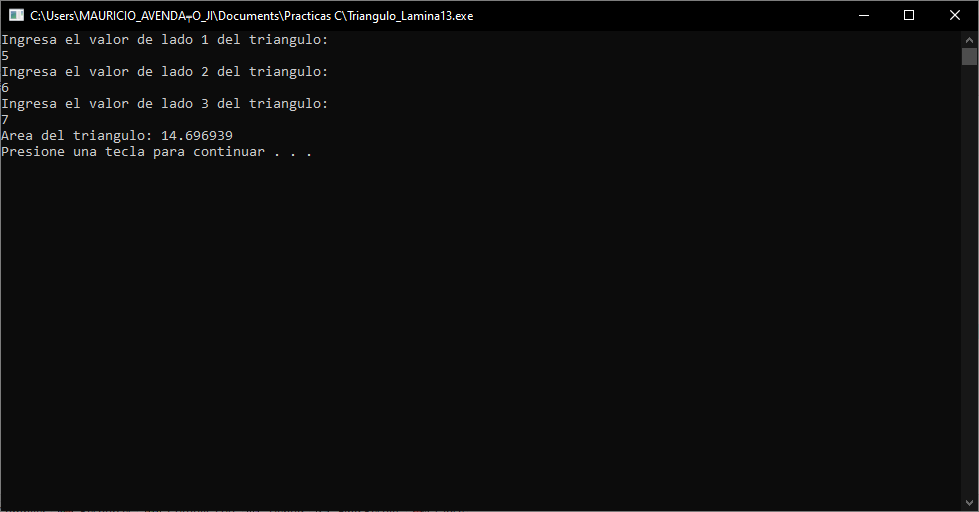 C:\Users\MAURICIO_AVENDA╤O_JI\Documents\Practicas C\Triangulo_Lamina13.exe
Ingresa el valor de lado 1 del triangulo:
5
Ingresa el valor de lado 2 del triangulo:
6
Ingresa el valor de lado 3 del triangulo:
7
Area del triangulo: 14.696939
Presione una tecla para continuar . . .